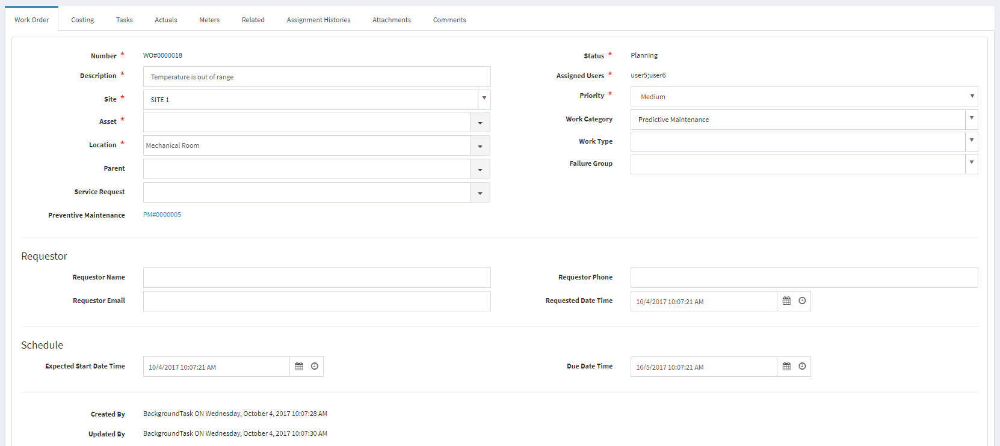 Work Order Costing Tasks Actuals Meters Related Assignment Histories Attachments Comments
Number * WO#0000018
Description * Temperature is out of range
Site * SITE 1
Asset *
Location * Mechanical Room
Parent
Service Request
Preventive Maintenance PM#0000005
Status * Planning
Assigned Users * user5;user6
Priority * Medium
Work Category Predictive Maintenance
Work Type
Failure Group
Requestor
Requestor Name
Requestor Phone
Requestor Email
Requested Date Time 10/4/2017 10:07:21 AM
Schedule
Expected Start Date Time 10/4/2017 10:07:21 AM
Due Date Time 10/5/2017 10:07:21 AM
Created By BackgroundTask ON Wednesday, October 4, 2017 10:07:28 AM
Updated By BackgroundTask ON Wednesday, October 4, 2017 10:07:30 AM